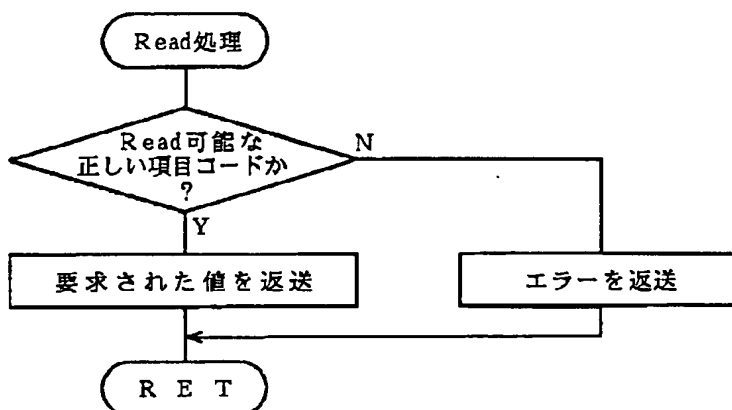 Read処理
Read可能な
正しい項目コードか
?
N
Y
要求された値を返送
エラーを返送
RET